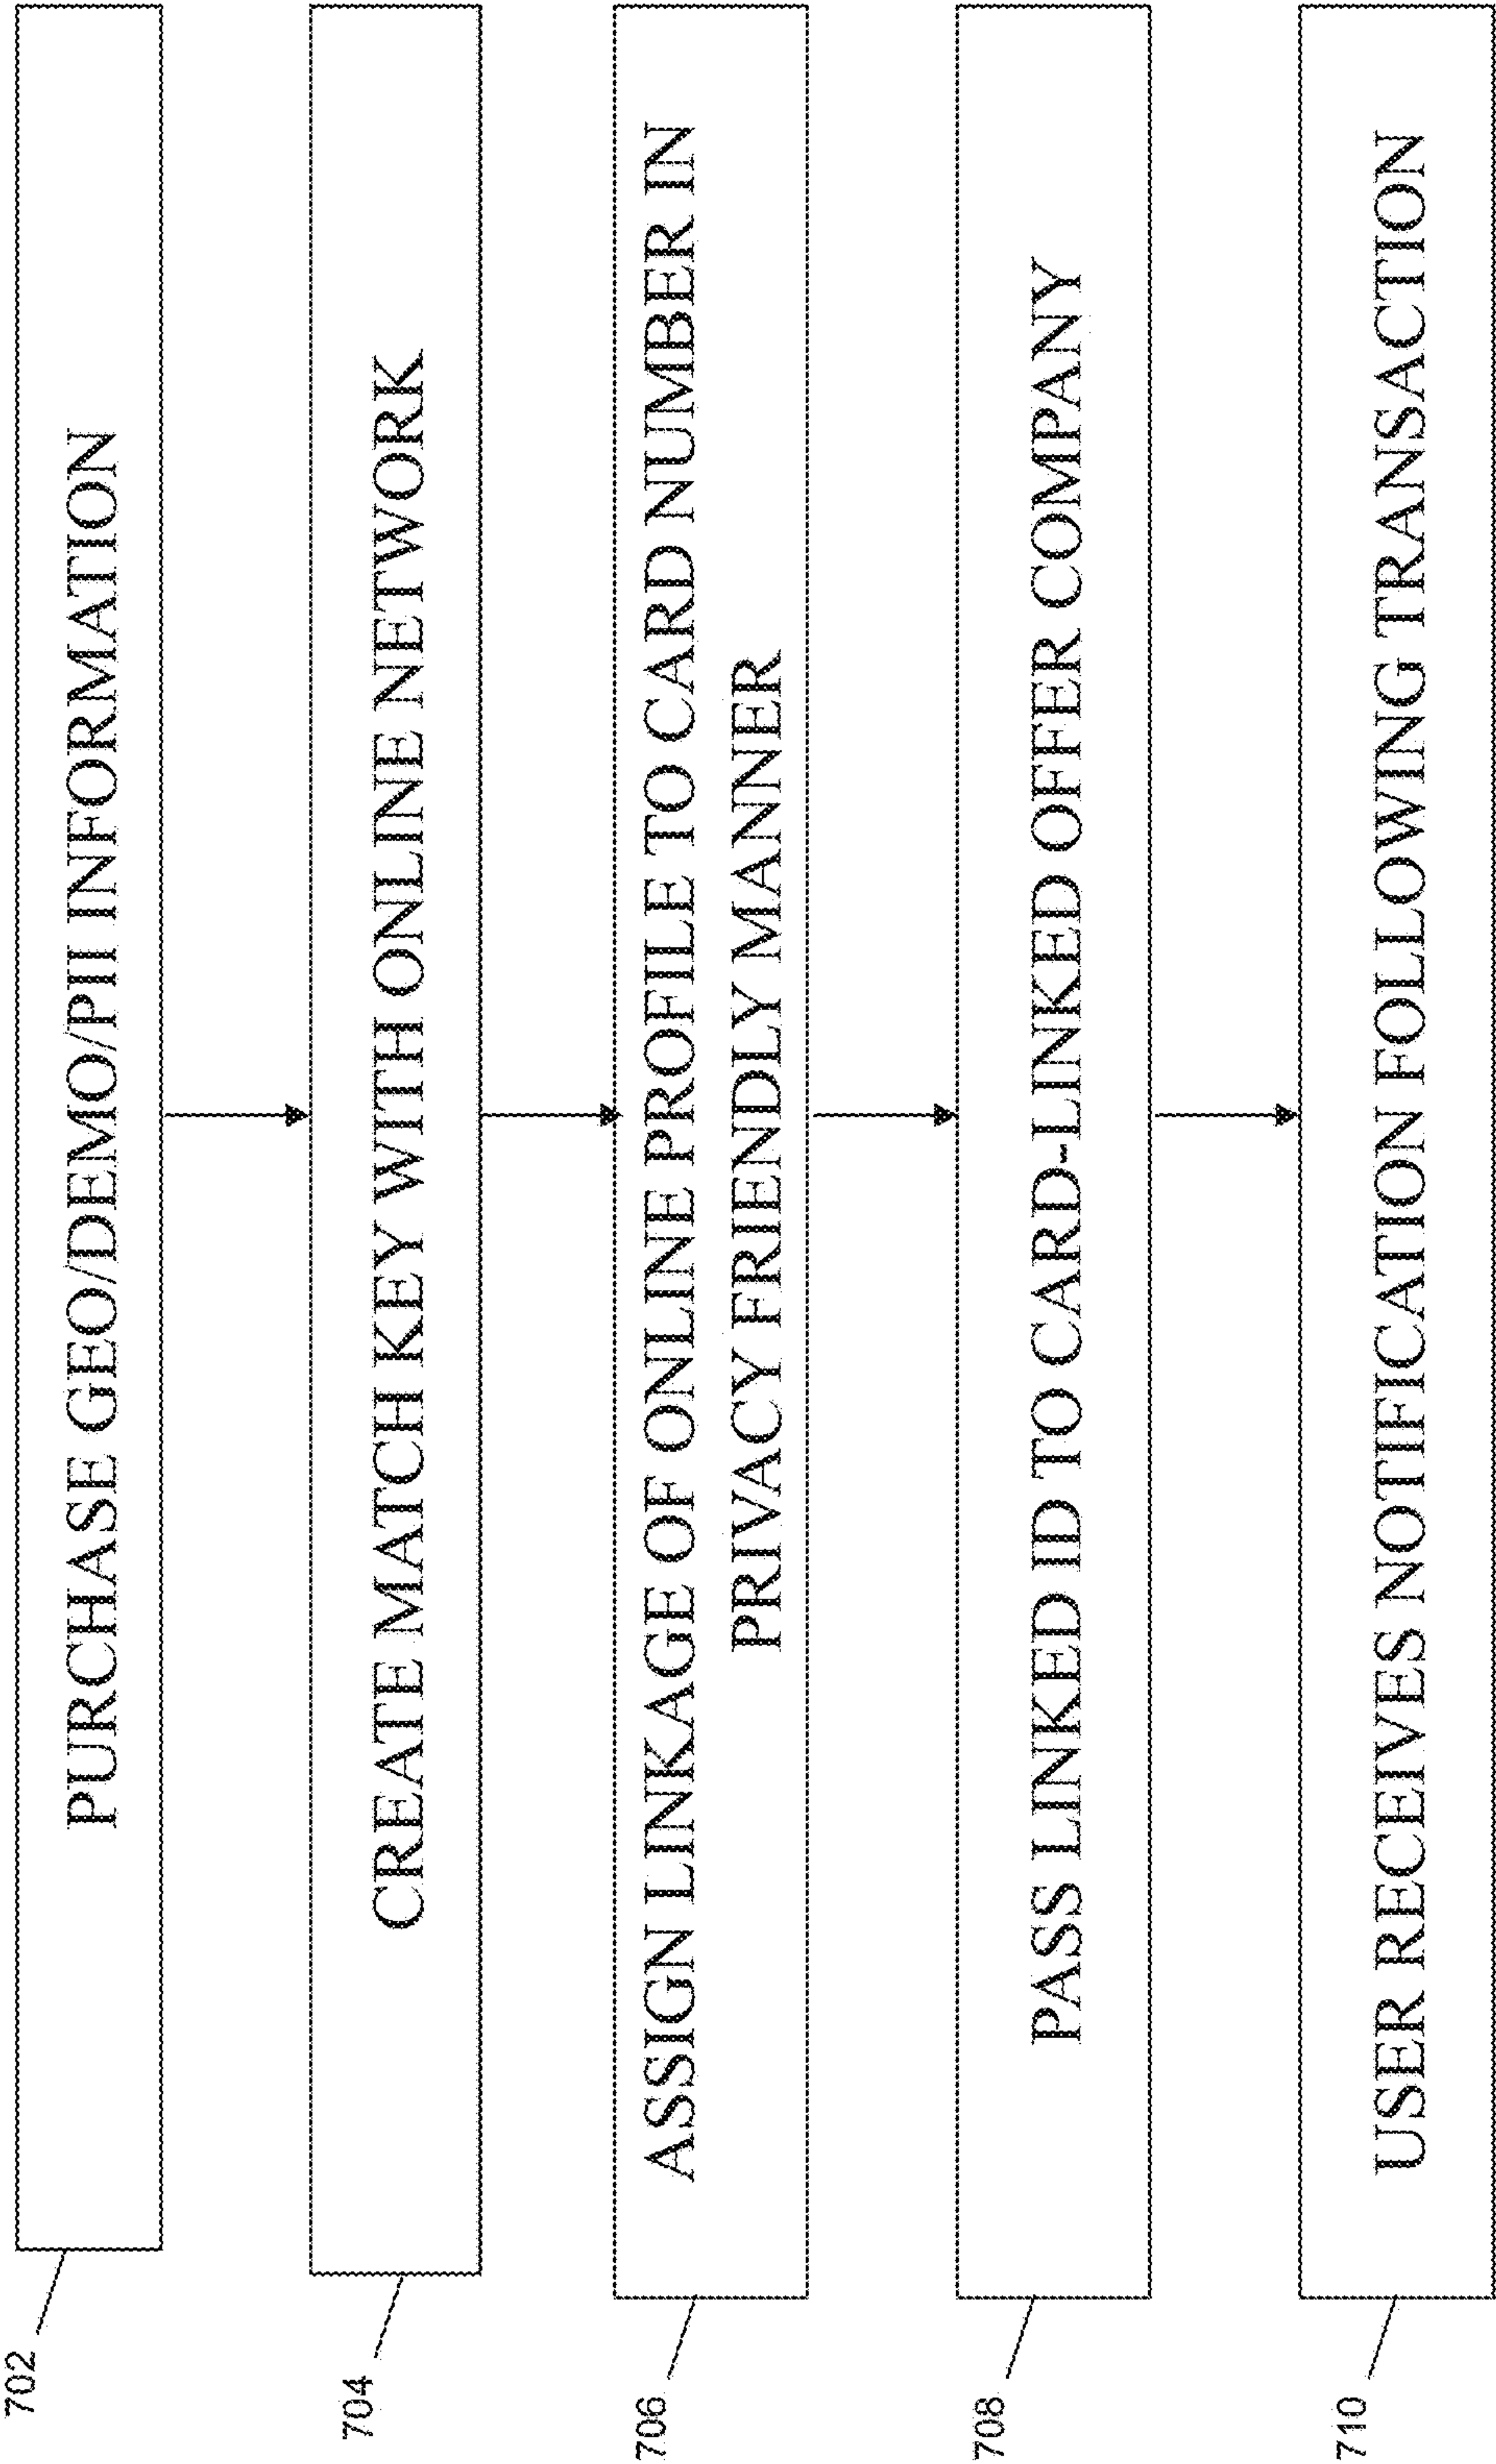 702
PURCHASE GEO/DEMO/PII INFORMATION
704
CREATE MATCH KEY WITH ONLINE NETWORK
706
ASSIGN LINKAGE OF ONLINE PROFILE TO CARD NUMBER IN
PRIVACY FRIENDLY MANNER
708
PASS LINKED ID TO CARD-LINKED OFFER COMPANY
710
USER RECEIVES NOTIFICATION FOLLOWING TRANSACTION